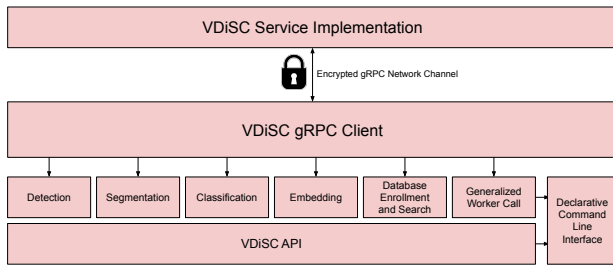 VDiSC Service Implementation
Encrypted gRPC Network Channel
VDiSC gRPC Client
Detection
Segmentation
Classification
Embedding
Database
Enrollment
and Search
Generalized
Worker Call
Declarative
Command
Line
Interface
VDiSC API